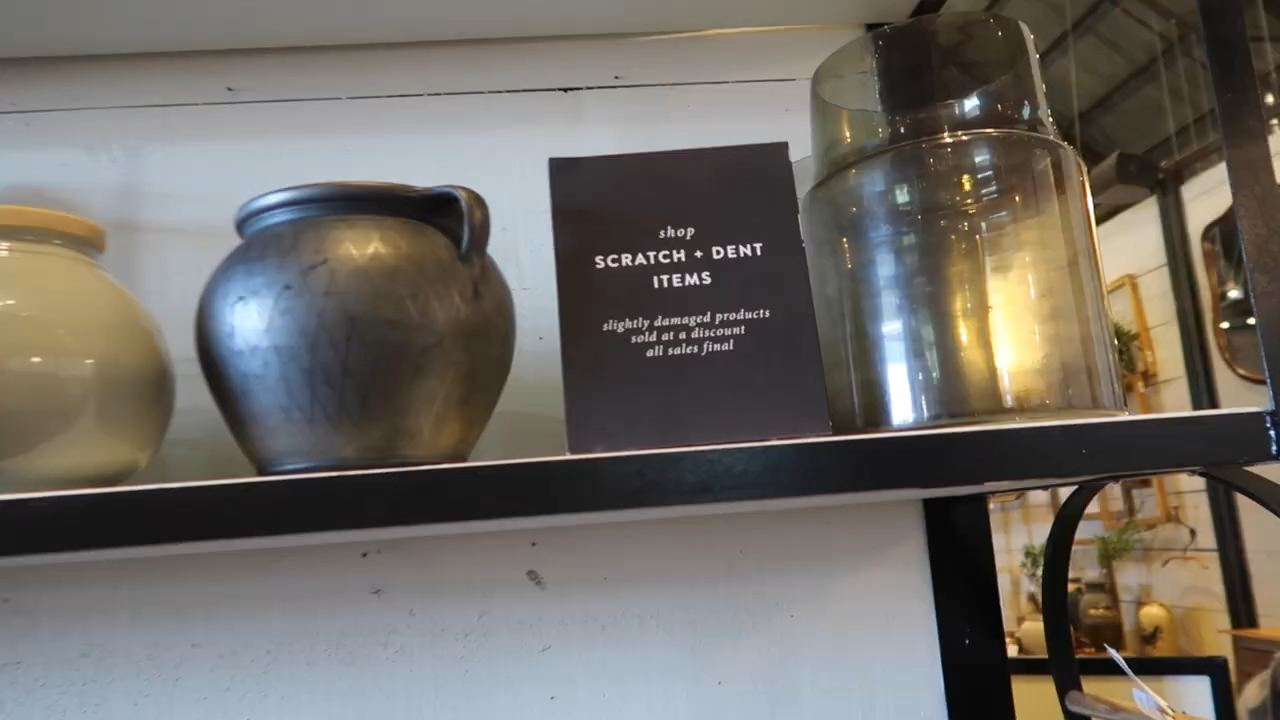 shop
SCRATCH + DENT
ITEMS
slightly damaged products
sold at a discount
all sales final